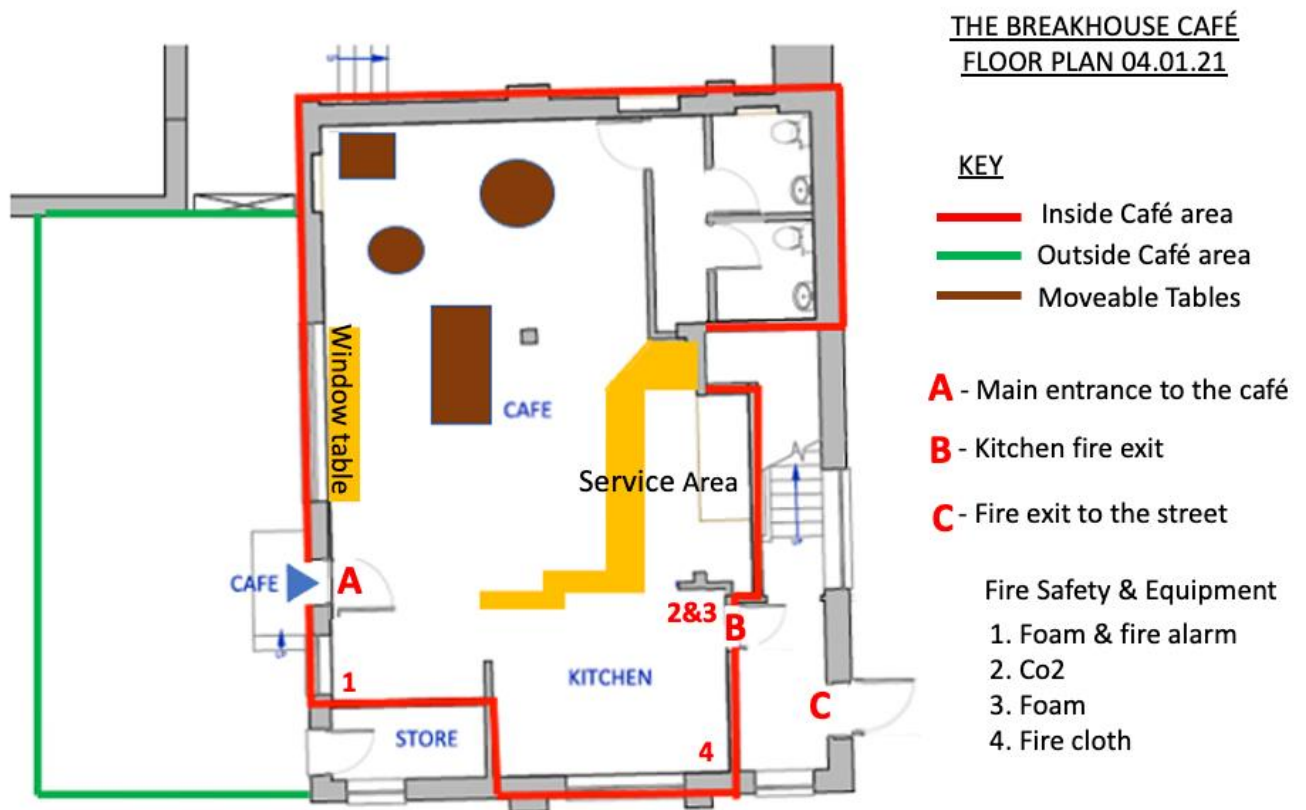 THE BREAKHOUSE CAFÉ
FLOOR PLAN 04.01.21
KEY
Inside Café area
Outside Café area
Moveable Tables
A - Main entrance to the café
B - Kitchen fire exit
C - Fire exit to the street
Fire Safety & Equipment
1. Foam & fire alarm
2. Co2
3. Foam
4. Fire cloth
Window table
CAFE
Service Area
CAFE
A
2&3
B
1
KITCHEN
C
STORE
4